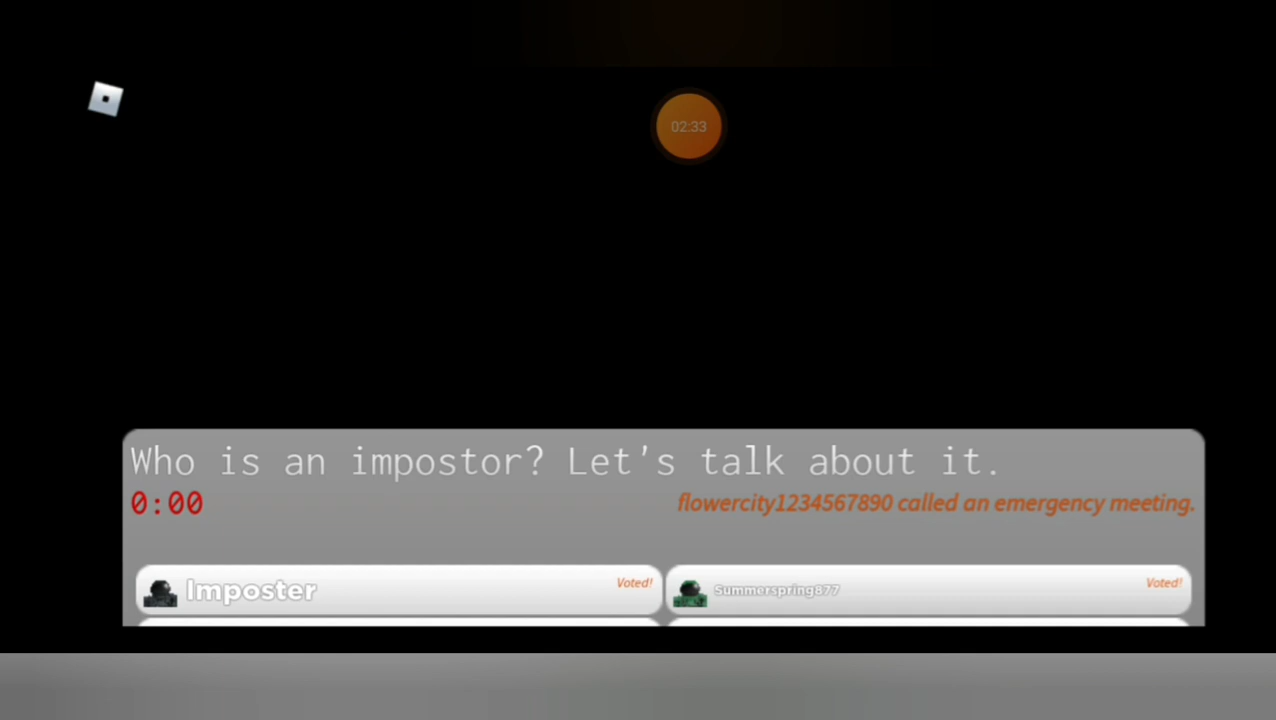 02:33
Who is an impostor? Let's talk about it.
0:00
flowercity1234567890 called an emergency meeting.
Imposter
Voted!
Summerspring877
Voted!